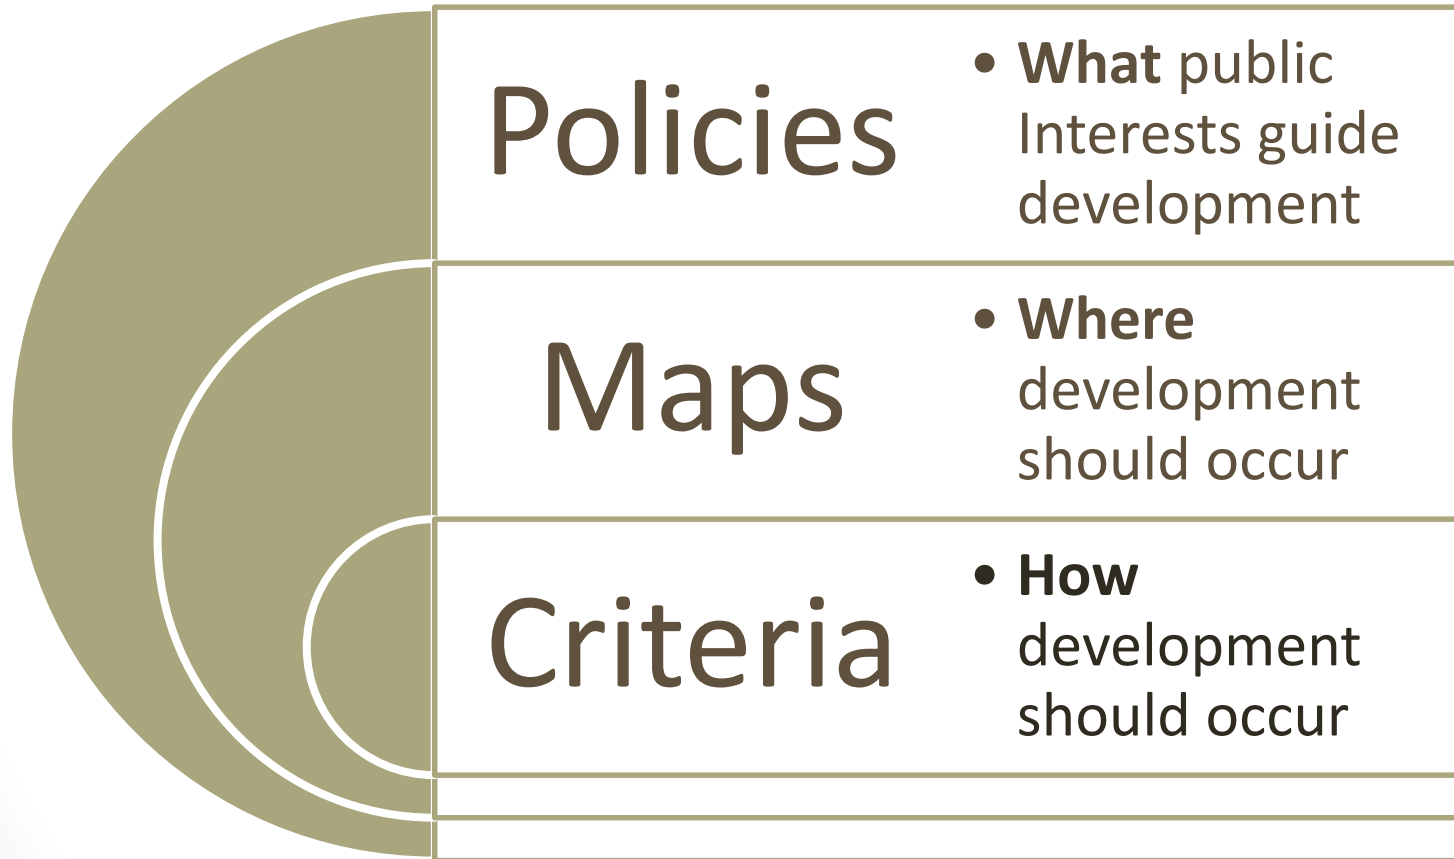 Policies
• What public
Interests guide
development
Maps
• Where
development
should occur
Criteria
• How
development
should occur